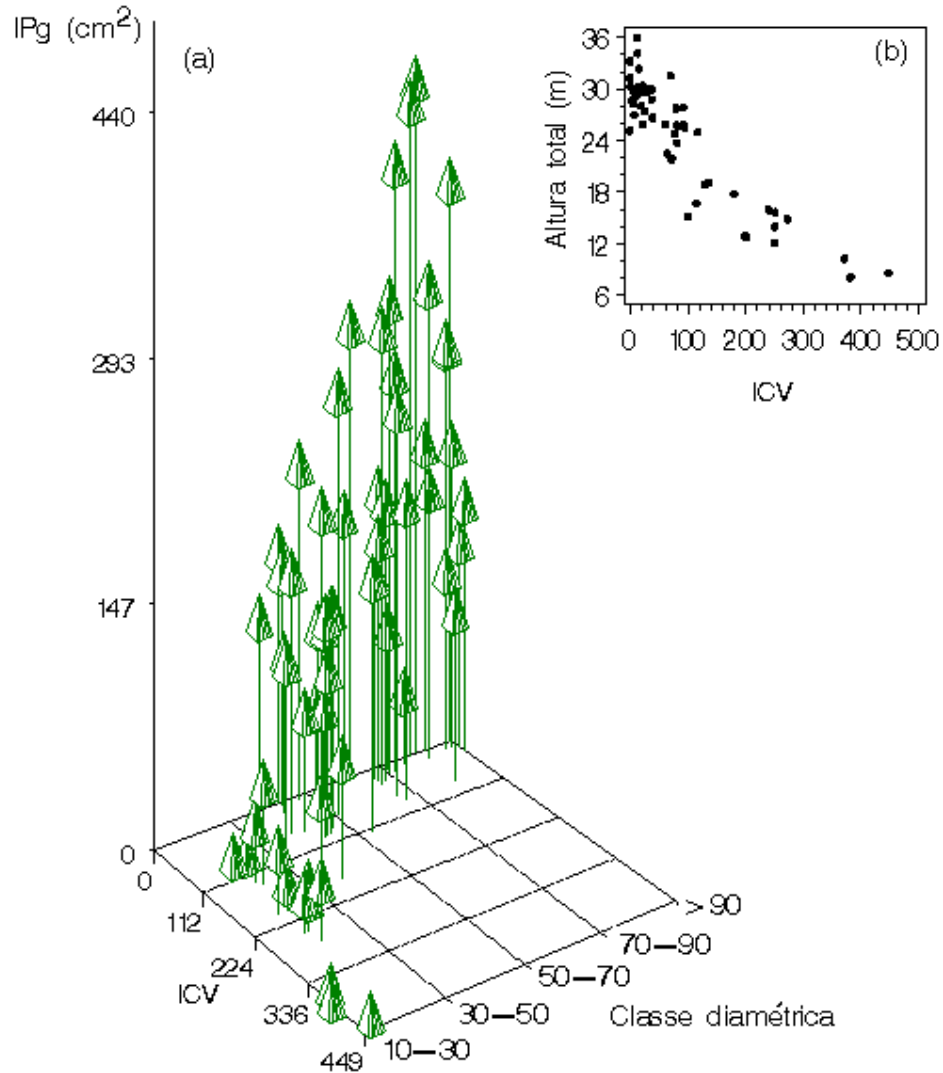 IPg (cm²)
(a)
440
293
147
0
0
112
224
336
449
ICV
10–30
30–50
50–70
70–90
> 90
Classe diamétrica
(b)
Altura total (m)
36
30
24
18
12
6
0 100 200 300 400 500
ICV